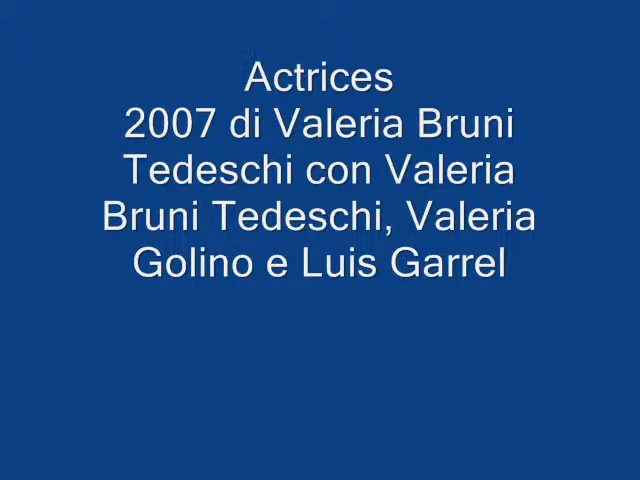 Actrices
2007 di Valeria Bruni
Tedeschi con Valeria
Bruni Tedeschi, Valeria
Golino e Luis Garrel